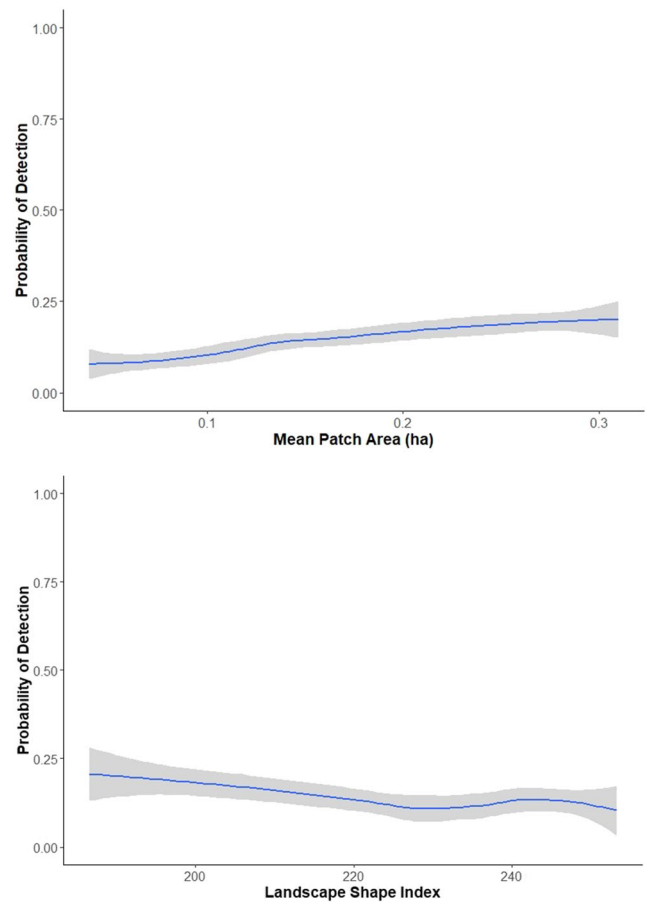 1.00
0.75
0.50
0.25
0.00
Probability of Detection
0.1 0.2 0.3
Mean Patch Area (ha)
1.00
0.75
0.50
0.25
0.00
Probability of Detection
200 220 240
Landscape Shape Index